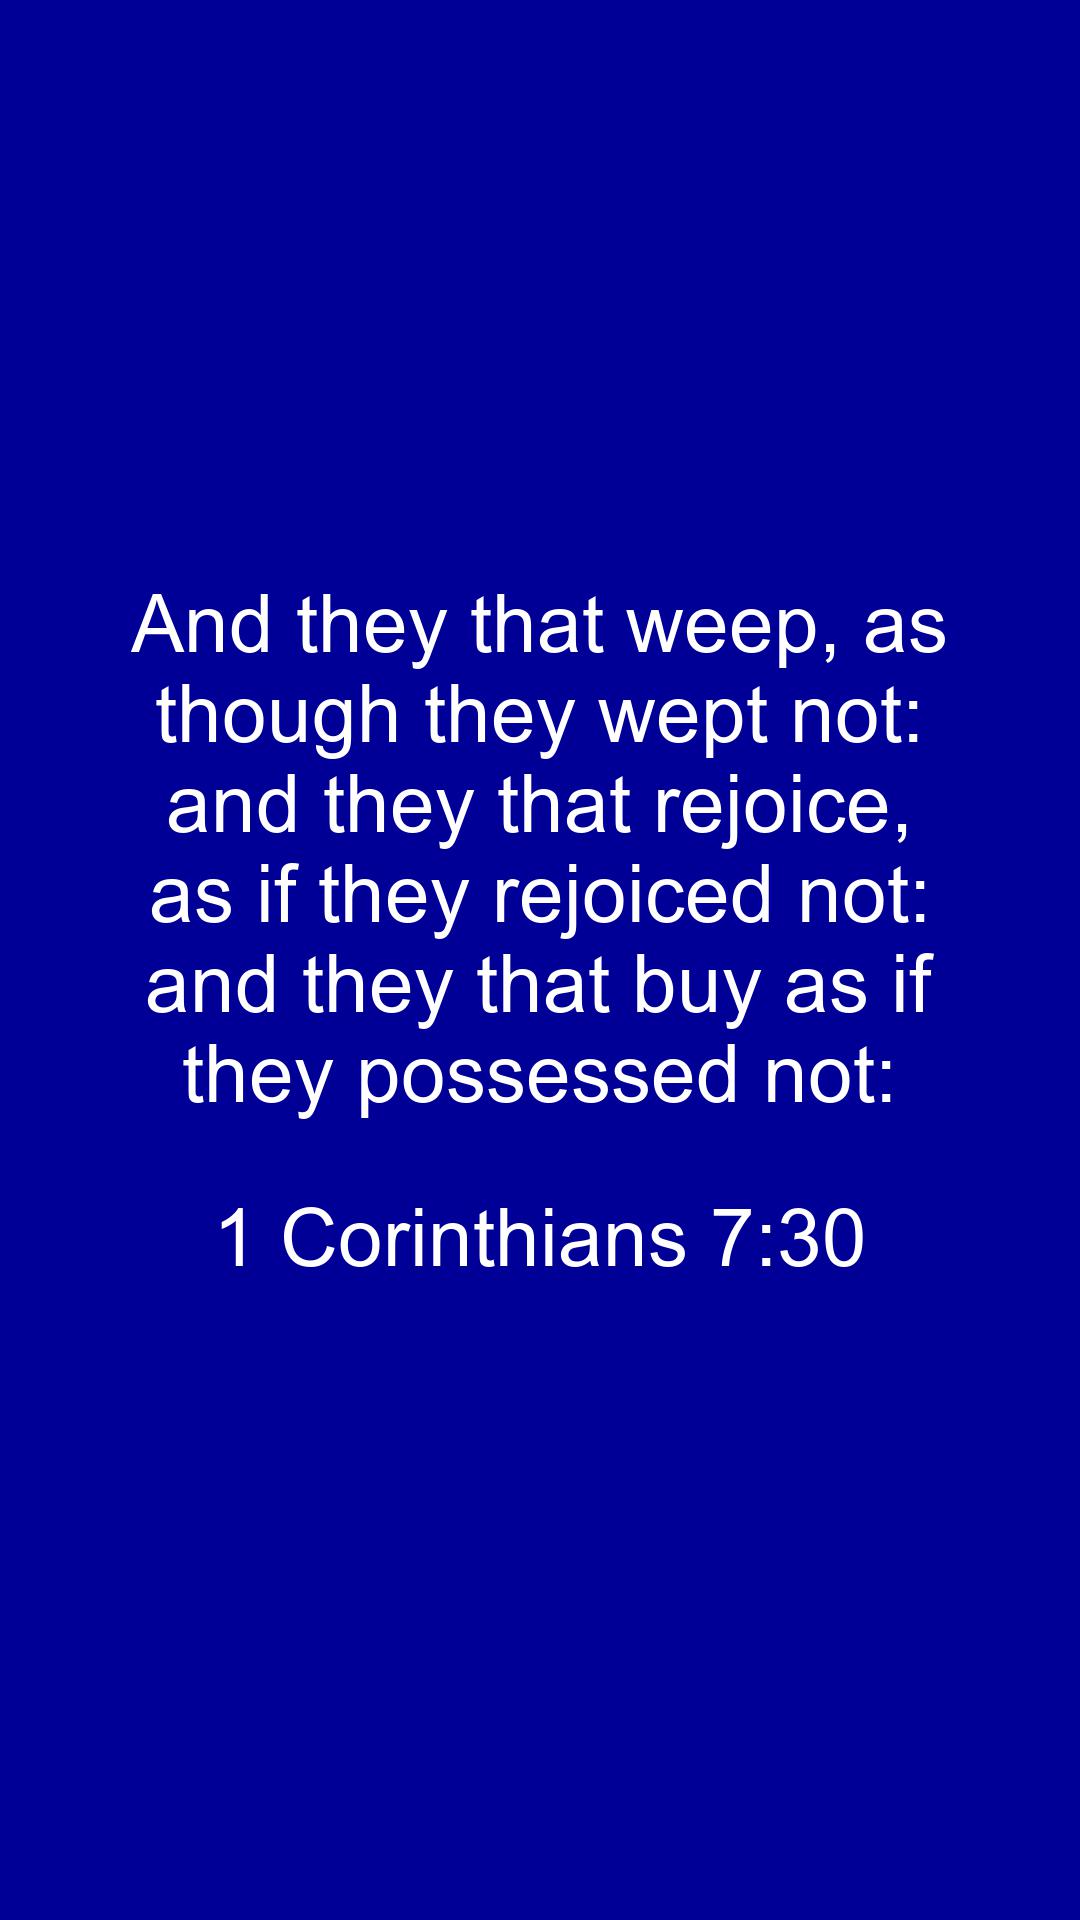 And they that weep, as
though they wept not:
and they that rejoice,
as if they rejoiced not:
and they that buy as if
they possessed not:
1 Corinthians 7:30